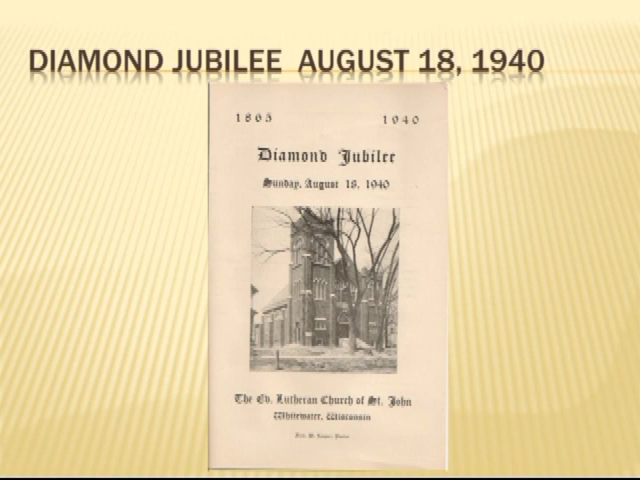 DIAMOND JUBILEE AUGUST 18, 1940
1865 1940
Diamond Jubilee
Sunday, August 18, 1940
The Ev. Lutheran Church of St. John
Whitewater, Wisconsin
Pastor